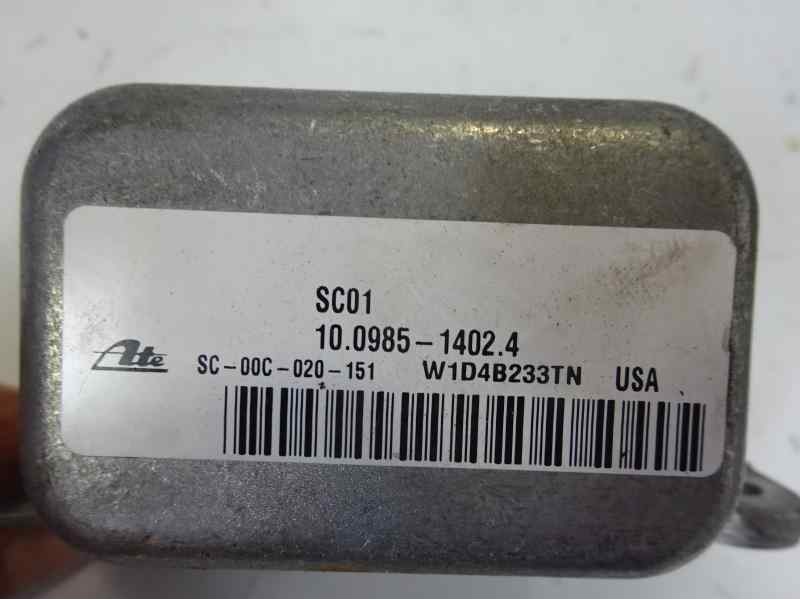 SC01
10.0985-1402.4
Ate
SC-00C-020-151 W1D4B233TN USA